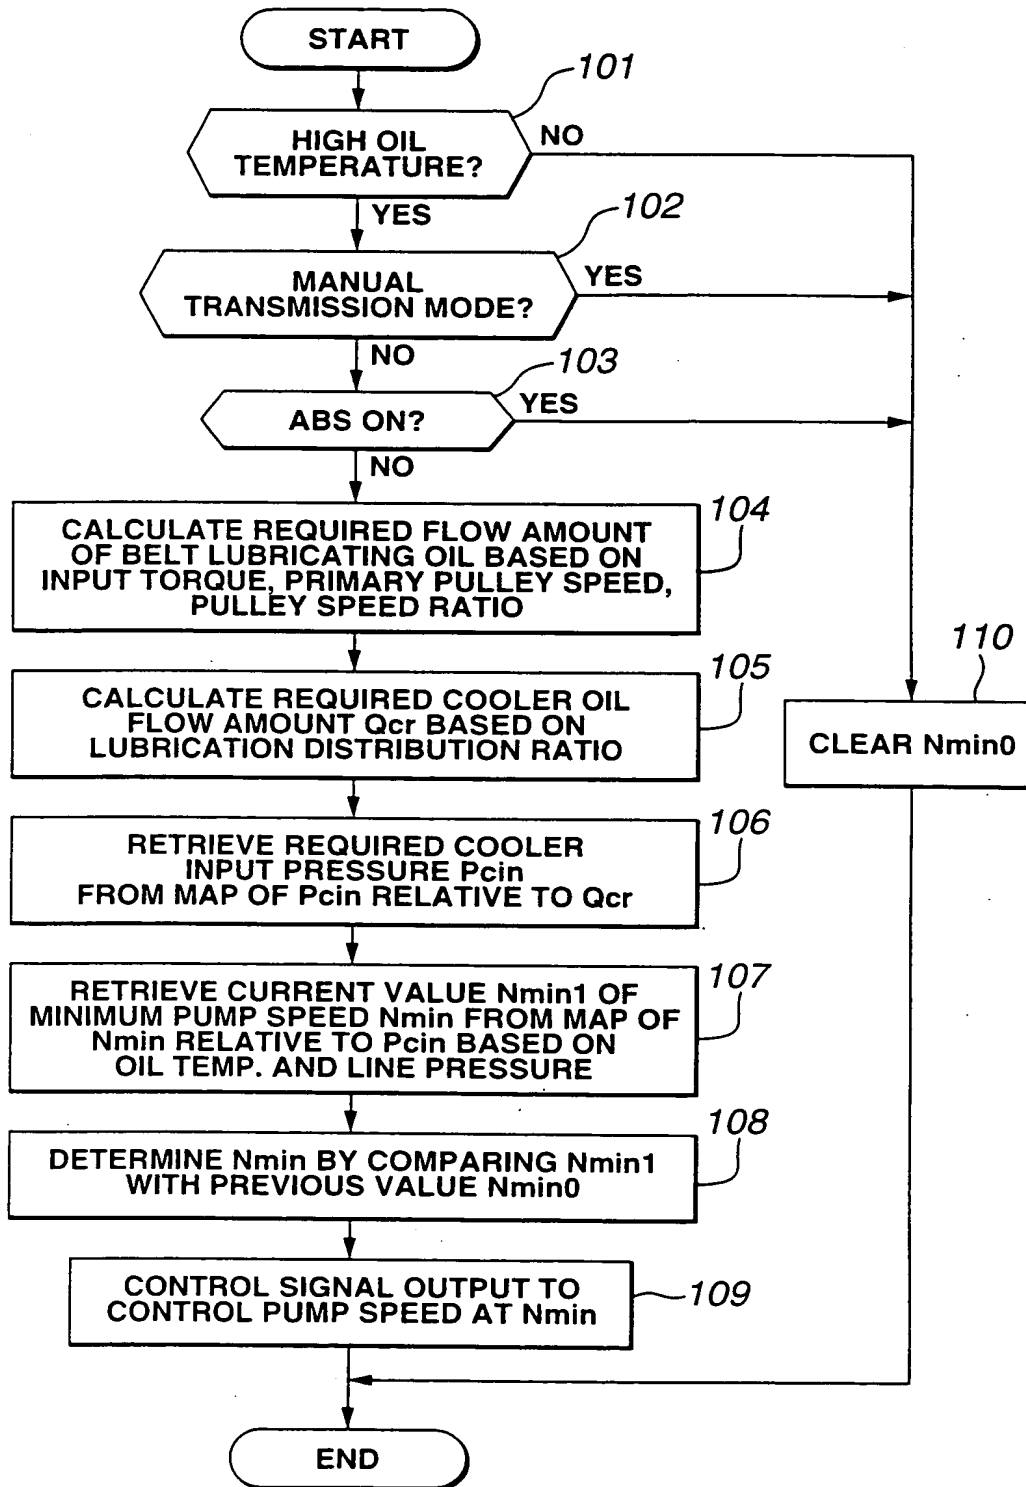 START
101
HIGH OIL
TEMPERATURE?
NO
YES
102
MANUAL
TRANSMISSION MODE?
YES
NO
103
ABS ON?
YES
NO
104
CALCULATE REQUIRED FLOW AMOUNT
OF BELT LUBRICATING OIL BASED ON
INPUT TORQUE, PRIMARY PULLEY SPEED,
PULLEY SPEED RATIO
105
CALCULATE REQUIRED COOLER OIL
FLOW AMOUNT Qcr BASED ON
LUBRICATION DISTRIBUTION RATIO
110
CLEAR Nmin0
106
RETRIEVE REQUIRED COOLER
INPUT PRESSURE Pcin
FROM MAP OF Pcin RELATIVE TO Qcr
107
RETRIEVE CURRENT VALUE Nmin1 OF
MINIMUM PUMP SPEED Nmin FROM MAP OF
Nmin RELATIVE TO Pcin BASED ON
OIL TEMP. AND LINE PRESSURE
108
DETERMINE Nmin BY COMPARING Nmin1
WITH PREVIOUS VALUE Nmin0
CONTROL SIGNAL OUTPUT TO
CONTROL PUMP SPEED AT Nmin
109
END